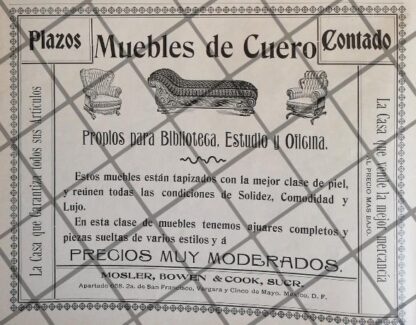 Plazos
Muebles de Cuero
Contado
La Casa que Garantiza todos sus Artículos
La Casa que vende la mejor mercancía
AL PRECIO MAS BAJO.
Propios para Biblioteca, Estudio y Oficina.
Estos muebles están tapizados con la mejor clase de piel,
y reúnen todas las condiciones de Solidez, Comodidad y
Lujo.
En esta clase de muebles tenemos ajuares completos y
piezas sueltas de varios estilos y á
PRECIOS MUY MODERADOS.
MOSLER, BOWEN & COOK, SUCR.
Apartado 658. 2a. de San Francisco, Vergara y Cinco de Mayo. México, D. F.